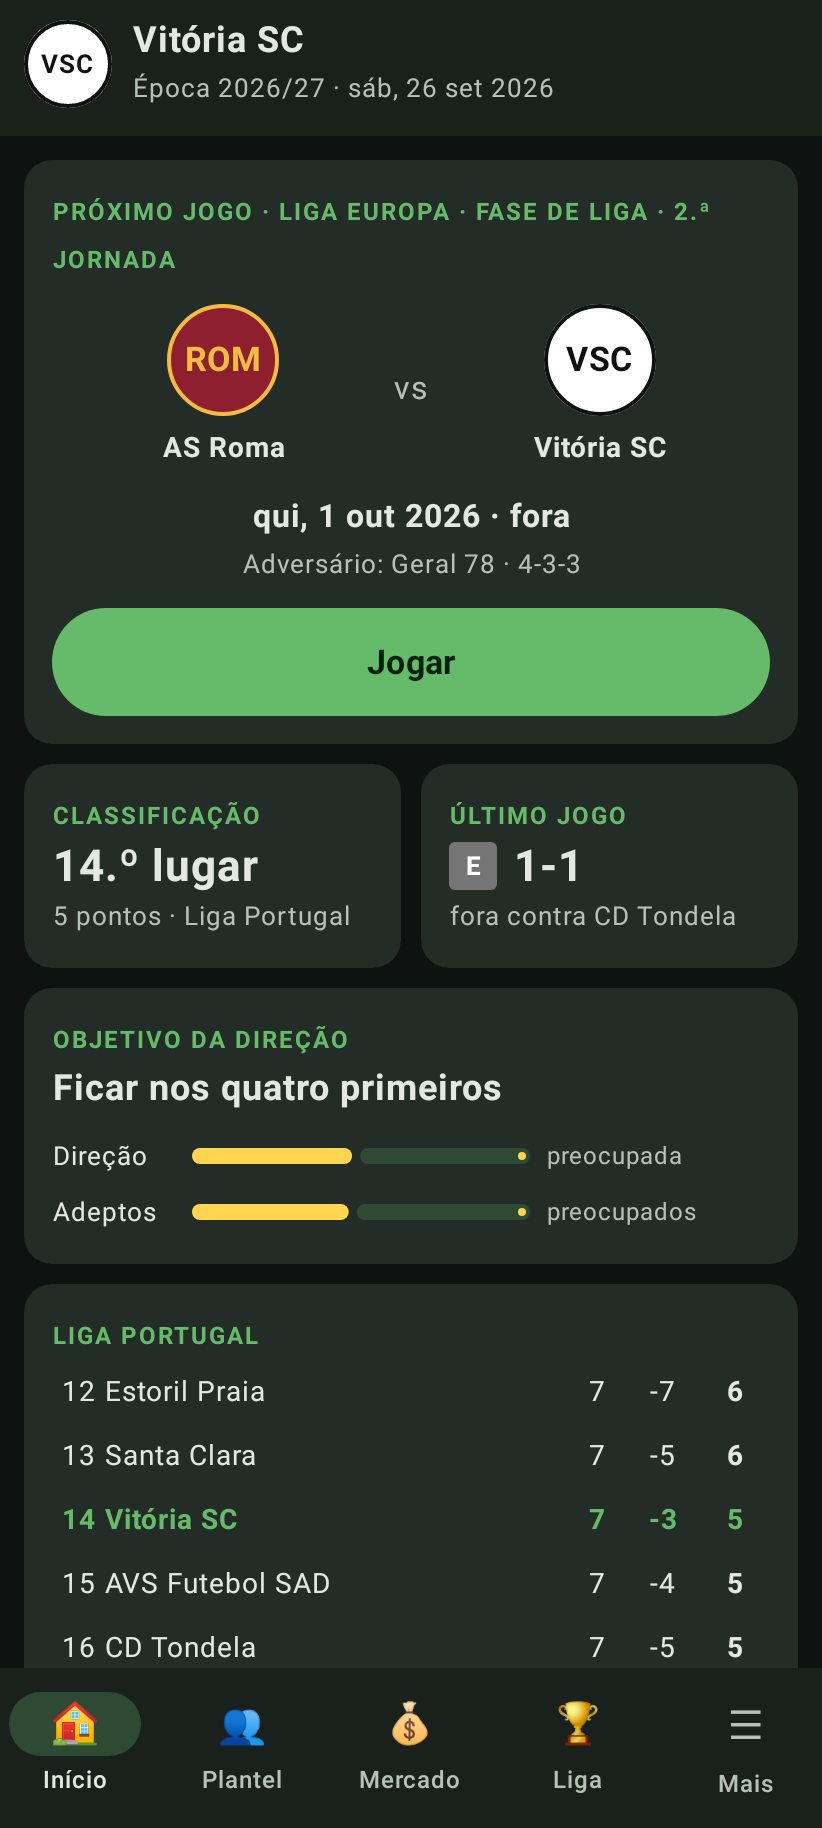 VSC
Vitória SC
Época 2026/27 · sáb, 26 set 2026
PRÓXIMO JOGO · LIGA EUROPA · FASE DE LIGA · 2.ª
JORNADA
ROM
vs
VSC
AS Roma
Vitória SC
qui, 1 out 2026 · fora
Adversário: Geral 78 · 4-3-3
Jogar
CLASSIFICAÇÃO
14.º lugar
5 pontos · Liga Portugal
ÚLTIMO JOGO
E 1-1
fora contra CD Tondela
OBJETIVO DA DIREÇÃO
Ficar nos quatro primeiros
Direção preocupada
Adeptos preocupados
LIGA PORTUGAL
12 Estoril Praia 7 -7 6
13 Santa Clara 7 -5 6
14 Vitória SC 7 -3 5
15 AVS Futebol SAD 7 -4 5
16 CD Tondela 7 -5 5
Início Plantel Mercado Liga Mais